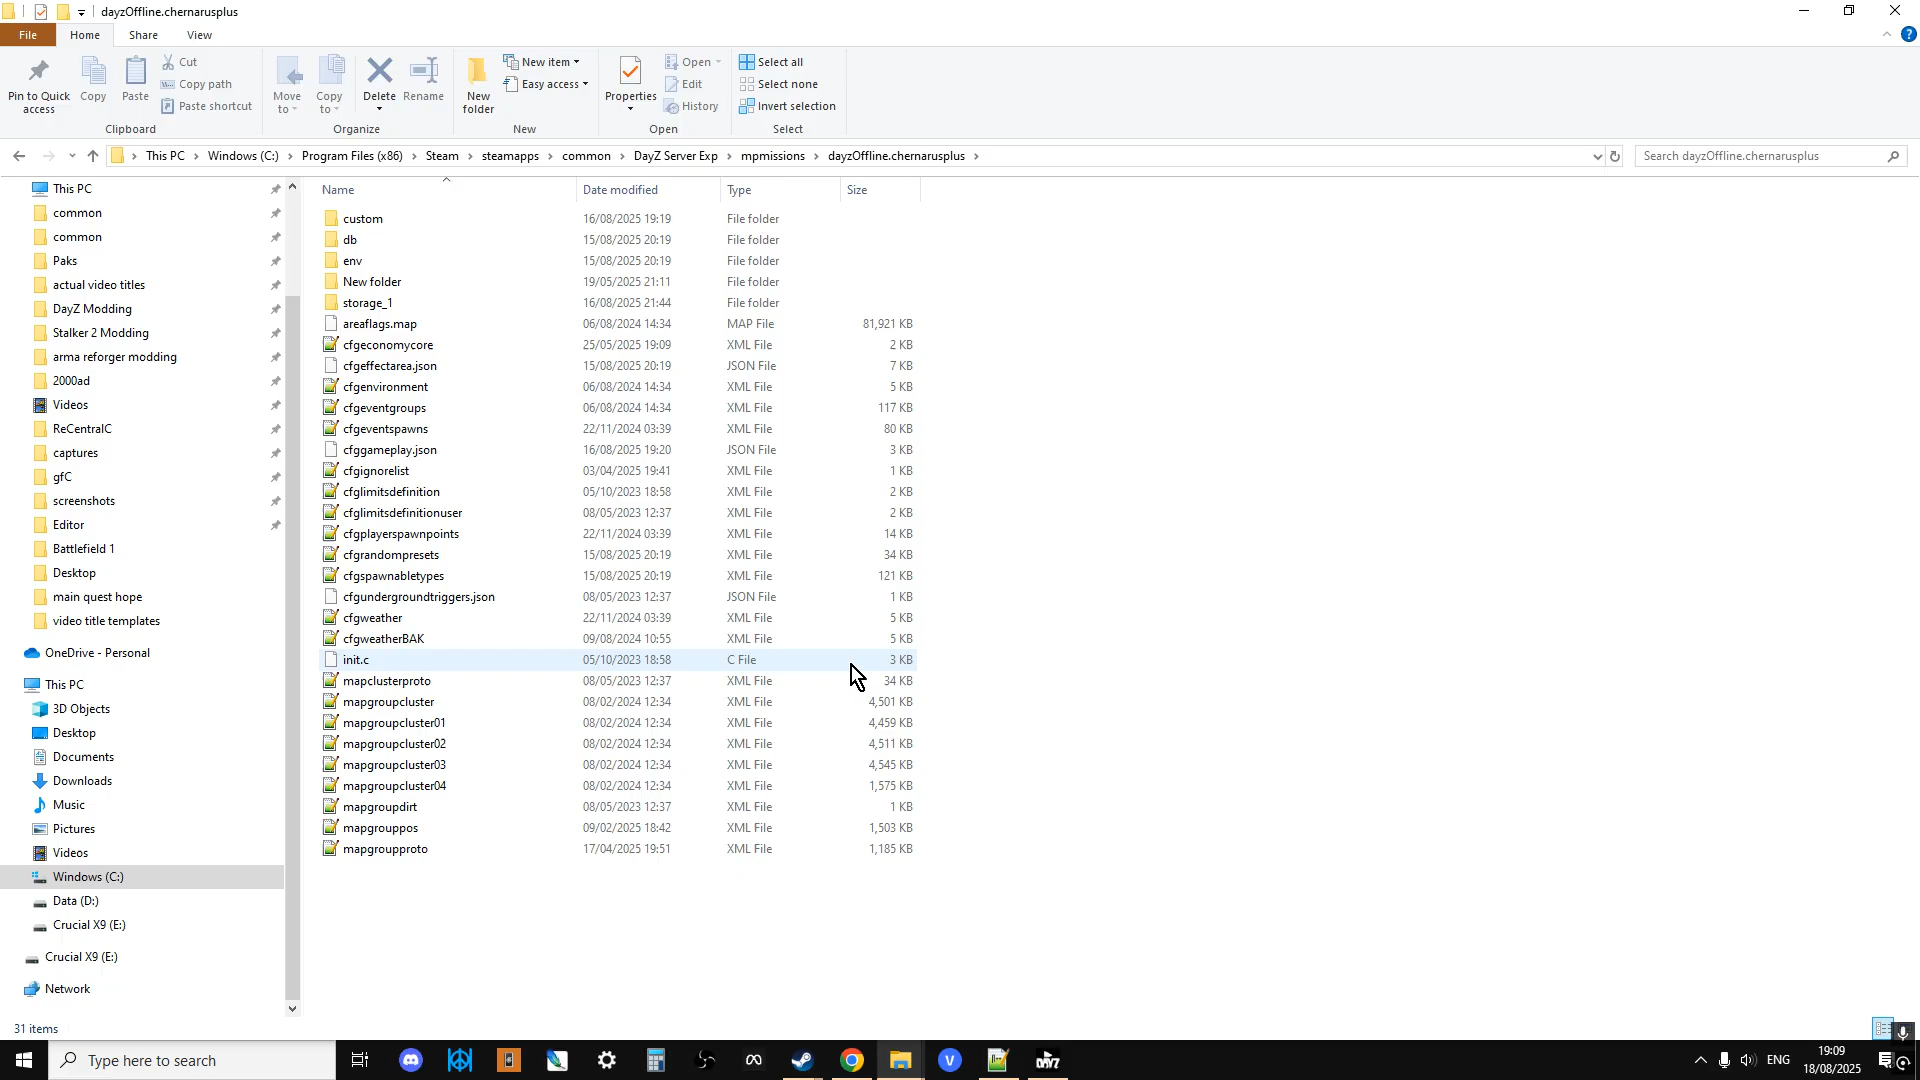 dayzOffline.chernarusplus
File
Home
Share
View
Pin to Quick access
Copy
Paste
Cut
Copy path
Paste shortcut
Clipboard
Move to
Copy to
Delete
Rename
Organize
New folder
New item
Easy access
New
Properties
Open
Edit
History
Open
Select all
Select none
Invert selection
Select
This PC > Windows (C:) > Program Files (x86) > Steam > steamapps > common > DayZ Server Exp > mpmissions > dayzOffline.chernarusplus >
Search dayzOffline.chernarusplus
This PC
common
common
Paks
actual video titles
DayZ Modding
Stalker 2 Modding
arma reforger modding
2000ad
Videos
ReCentralC
captures
gfC
screenshots
Editor
Battlefield 1
Desktop
main quest hope
video title templates
OneDrive - Personal
This PC
3D Objects
Desktop
Documents
Downloads
Music
Pictures
Videos
Windows (C:)
Data (D:)
Crucial X9 (E:)
Crucial X9 (E:)
Network
Name Date modified Type Size
custom 16/08/2025 19:19 File folder
db 15/08/2025 20:19 File folder
env 15/08/2025 20:19 File folder
New folder 19/05/2025 21:11 File folder
storage_1 16/08/2025 21:44 File folder
areaflags.map 06/08/2024 14:34 MAP File 81,921 KB
cfgeconomycore 25/05/2025 19:09 XML File 2 KB
cfgeffectarea.json 15/08/2025 20:19 JSON File 7 KB
cfgenvironment 06/08/2024 14:34 XML File 5 KB
cfgeventgroups 06/08/2024 14:34 XML File 117 KB
cfgeventspawns 22/11/2024 03:39 XML File 80 KB
cfggameplay.json 16/08/2025 19:20 JSON File 3 KB
cfgignorelist 03/04/2025 19:41 XML File 1 KB
cfglimitsdefinition 05/10/2023 18:58 XML File 2 KB
cfglimitsdefinitionuser 08/05/2023 12:37 XML File 2 KB
cfgplayerspawnpoints 22/11/2024 03:39 XML File 14 KB
cfgrandompresets 15/08/2025 20:19 XML File 34 KB
cfgspawnabletypes 15/08/2025 20:19 XML File 121 KB
cfgundergroundtriggers.json 08/05/2023 12:37 JSON File 1 KB
cfgweather 22/11/2024 03:39 XML File 5 KB
cfgweatherBAK 09/08/2024 10:55 XML File 5 KB
init.c 05/10/2023 18:58 C File 3 KB
mapclusterproto 08/05/2023 12:37 XML File 34 KB
mapgroupcluster 08/02/2024 12:34 XML File 4,501 KB
mapgroupcluster01 08/02/2024 12:34 XML File 4,459 KB
mapgroupcluster02 08/02/2024 12:34 XML File 4,511 KB
mapgroupcluster03 08/02/2024 12:34 XML File 4,545 KB
mapgroupcluster04 08/02/2024 12:34 XML File 1,575 KB
mapgroupdirt 08/05/2023 12:37 XML File 1 KB
mapgrouppos 09/02/2025 18:42 XML File 1,503 KB
mapgroupproto 17/04/2025 19:51 XML File 1,185 KB
31 items
Type here to search
DAYZ
ENG
19:09
18/08/2025